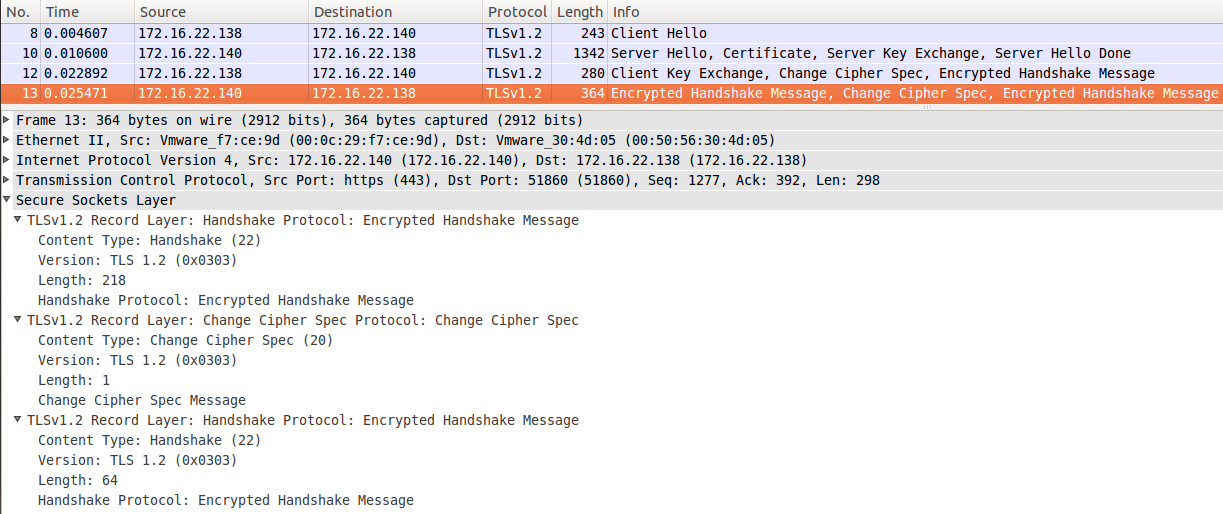 No. Time Source Destination Protocol Length Info
8 0.004607 172.16.22.138 172.16.22.140 TLSv1.2 243 Client Hello
10 0.010600 172.16.22.140 172.16.22.138 TLSv1.2 1342 Server Hello, Certificate, Server Key Exchange, Server Hello Done
12 0.022892 172.16.22.138 172.16.22.140 TLSv1.2 280 Client Key Exchange, Change Cipher Spec, Encrypted Handshake Message
13 0.025471 172.16.22.140 172.16.22.138 TLSv1.2 364 Encrypted Handshake Message, Change Cipher Spec, Encrypted Handshake Message
Frame 13: 364 bytes on wire (2912 bits), 364 bytes captured (2912 bits)
Ethernet II, Src: Vmware_f7:ce:9d (00:0c:29:f7:ce:9d), Dst: Vmware_30:4d:05 (00:50:56:30:4d:05)
Internet Protocol Version 4, Src: 172.16.22.140 (172.16.22.140), Dst: 172.16.22.138 (172.16.22.138)
Transmission Control Protocol, Src Port: https (443), Dst Port: 51860 (51860), Seq: 1277, Ack: 392, Len: 298
Secure Sockets Layer
TLSv1.2 Record Layer: Handshake Protocol: Encrypted Handshake Message
Content Type: Handshake (22)
Version: TLS 1.2 (0x0303)
Length: 218
Handshake Protocol: Encrypted Handshake Message
TLSv1.2 Record Layer: Change Cipher Spec Protocol: Change Cipher Spec
Content Type: Change Cipher Spec (20)
Version: TLS 1.2 (0x0303)
Length: 1
Change Cipher Spec Message
TLSv1.2 Record Layer: Handshake Protocol: Encrypted Handshake Message
Content Type: Handshake (22)
Version: TLS 1.2 (0x0303)
Length: 64
Handshake Protocol: Encrypted Handshake Message